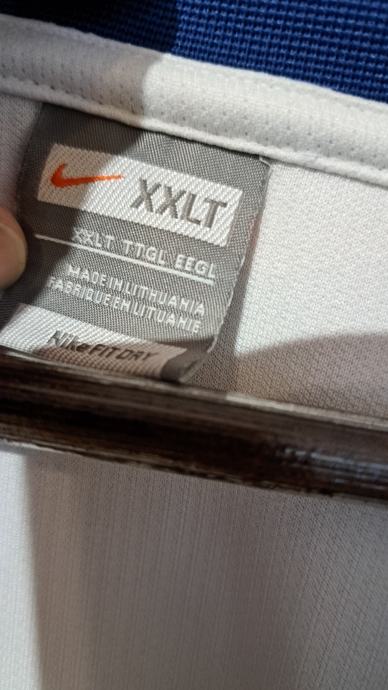 XXLT
XXLT TTGL EEGL
MADE IN LITHUANIA
FABRIQUE EN LITUANIE
Nike FIT DRY